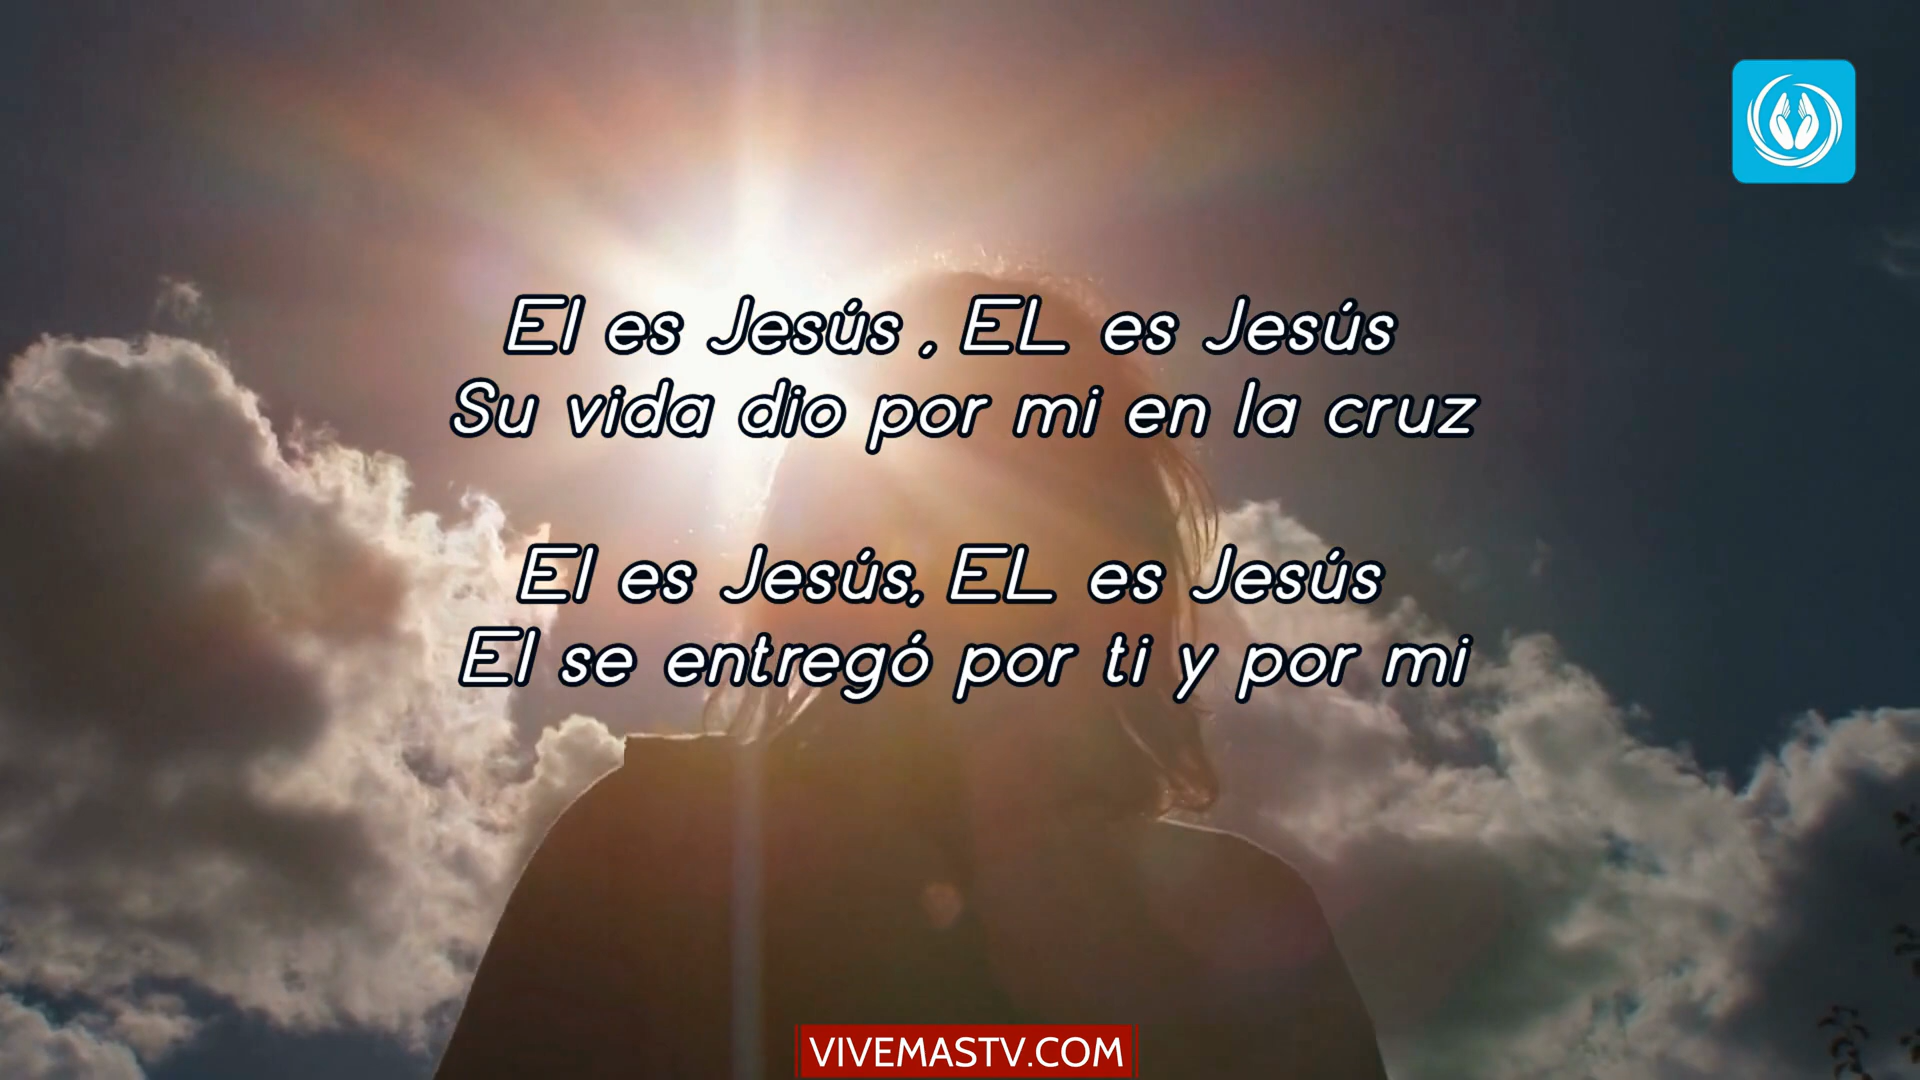 El es Jesús , EL es Jesús
Su vida dio por mi en la cruz
El es Jesús, EL es Jesús
El se entregó por ti y por mi
VIVEMASTV.COM